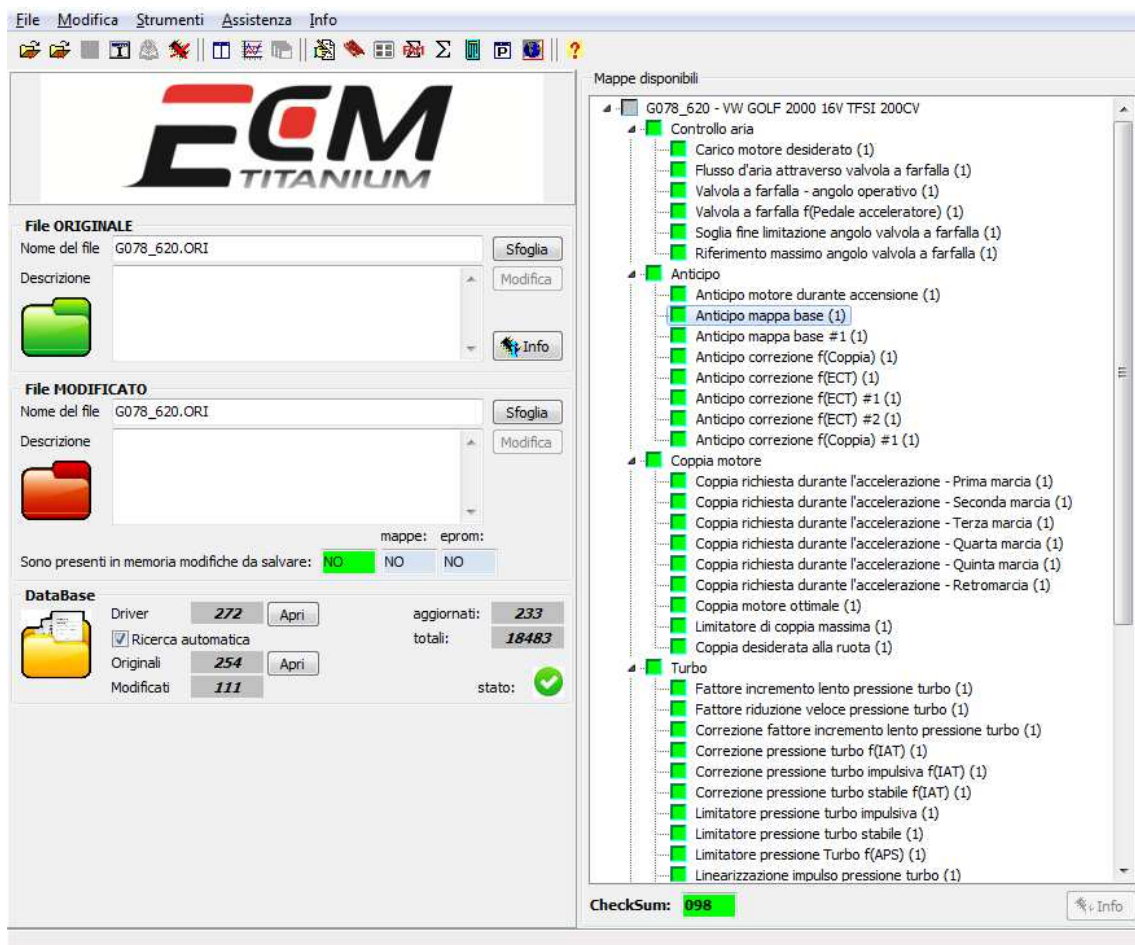 File Modifica Strumenti Assistenza Info
ECM
TITANIUM
File ORIGINALE
Nome del file G078_620.ORI Sfoglia
Descrizione Modifica
Info
File MODIFICATO
Nome del file G078_620.ORI Sfoglia
Descrizione Modifica
mappe: eprom:
Sono presenti in memoria modifiche da salvare: NO NO NO
DataBase
Driver 272 Apri aggiornati: 233
Ricerca automatica totali: 18483
Originali 254 Apri
Modificati 111 stato:
Mappe disponibili
G078_620 - VW GOLF 2000 16V TFSI 200CV
Controllo aria
Carico motore desiderato (1)
Flusso d'aria attraverso valvola a farfalla (1)
Valvola a farfalla - angolo operativo (1)
Valvola a farfalla f(Pedale acceleratore) (1)
Soglia fine limitazione angolo valvola a farfalla (1)
Riferimento massimo angolo valvola a farfalla (1)
Anticipo
Anticipo motore durante accensione (1)
Anticipo mappa base (1)
Anticipo mappa base #1 (1)
Anticipo correzione f(Coppia) (1)
Anticipo correzione f(ECT) (1)
Anticipo correzione f(ECT) #1 (1)
Anticipo correzione f(ECT) #2 (1)
Anticipo correzione f(Coppia) #1 (1)
Coppia motore
Coppia richiesta durante l'accelerazione - Prima marcia (1)
Coppia richiesta durante l'accelerazione - Seconda marcia (1)
Coppia richiesta durante l'accelerazione - Terza marcia (1)
Coppia richiesta durante l'accelerazione - Quarta marcia (1)
Coppia richiesta durante l'accelerazione - Quinta marcia (1)
Coppia richiesta durante l'accelerazione - Retromarcia (1)
Coppia motore ottimale (1)
Limitatore di coppia massima (1)
Coppia desiderata alla ruota (1)
Turbo
Fattore incremento lento pressione turbo (1)
Fattore riduzione veloce pressione turbo (1)
Correzione fattore incremento lento pressione turbo (1)
Correzione pressione turbo f(IAT) (1)
Correzione pressione turbo impulsiva f(IAT) (1)
Correzione pressione turbo stabile f(IAT) (1)
Limitatore pressione turbo impulsiva (1)
Limitatore pressione turbo stabile (1)
Limitatore pressione Turbo f(APS) (1)
Linearizzazione impulso pressione turbo (1)
CheckSum: 098 Info